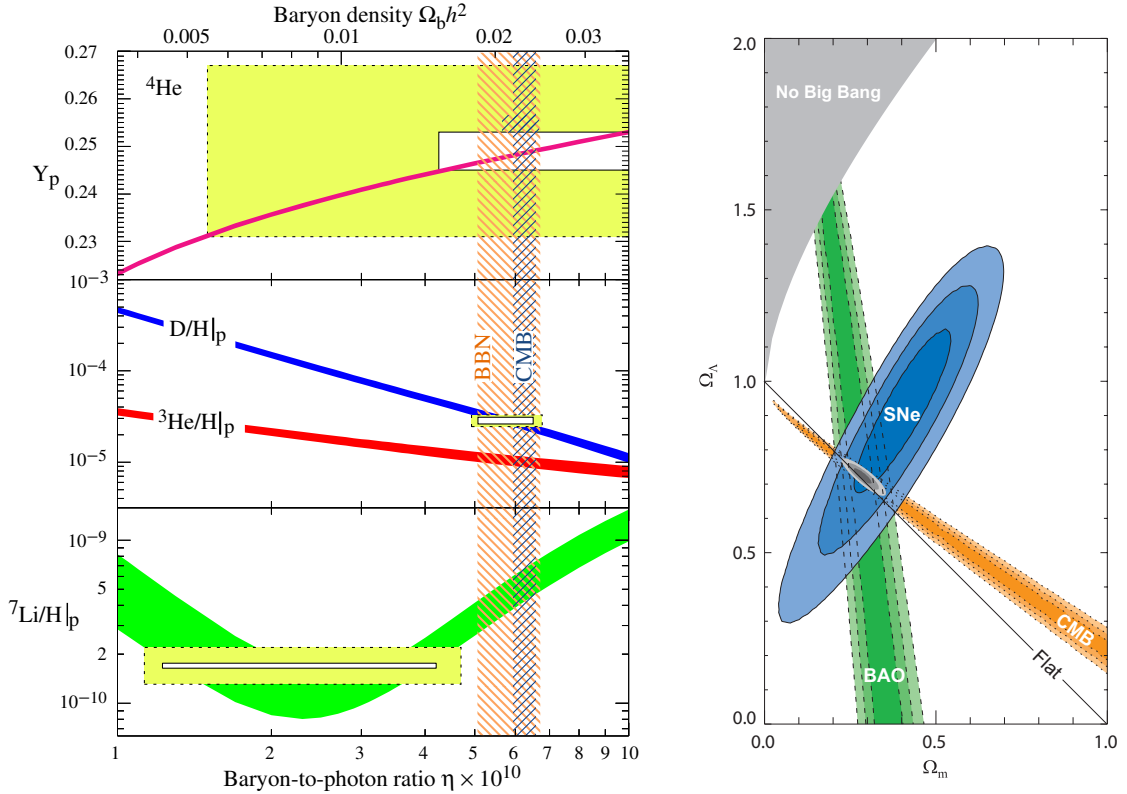 Baryon density Ω_b h²
0.005 0.01 0.02 0.03
0.27
⁴He
0.26
0.25
Y_p
0.24
0.23
10⁻³
D/H|_p
10⁻⁴
BBN
CMB
³He/H|_p
10⁻⁵
10⁻⁹
5
⁷Li/H|_p
2
10⁻¹⁰
1 2 3 4 5 6 7 8 9 10
Baryon-to-photon ratio η × 10¹⁰
2.0
No Big Bang
1.5
Ω_Λ
1.0
SNe
0.5
CMB
Flat
BAO
0.0
0.0 0.5 1.0
Ω_m